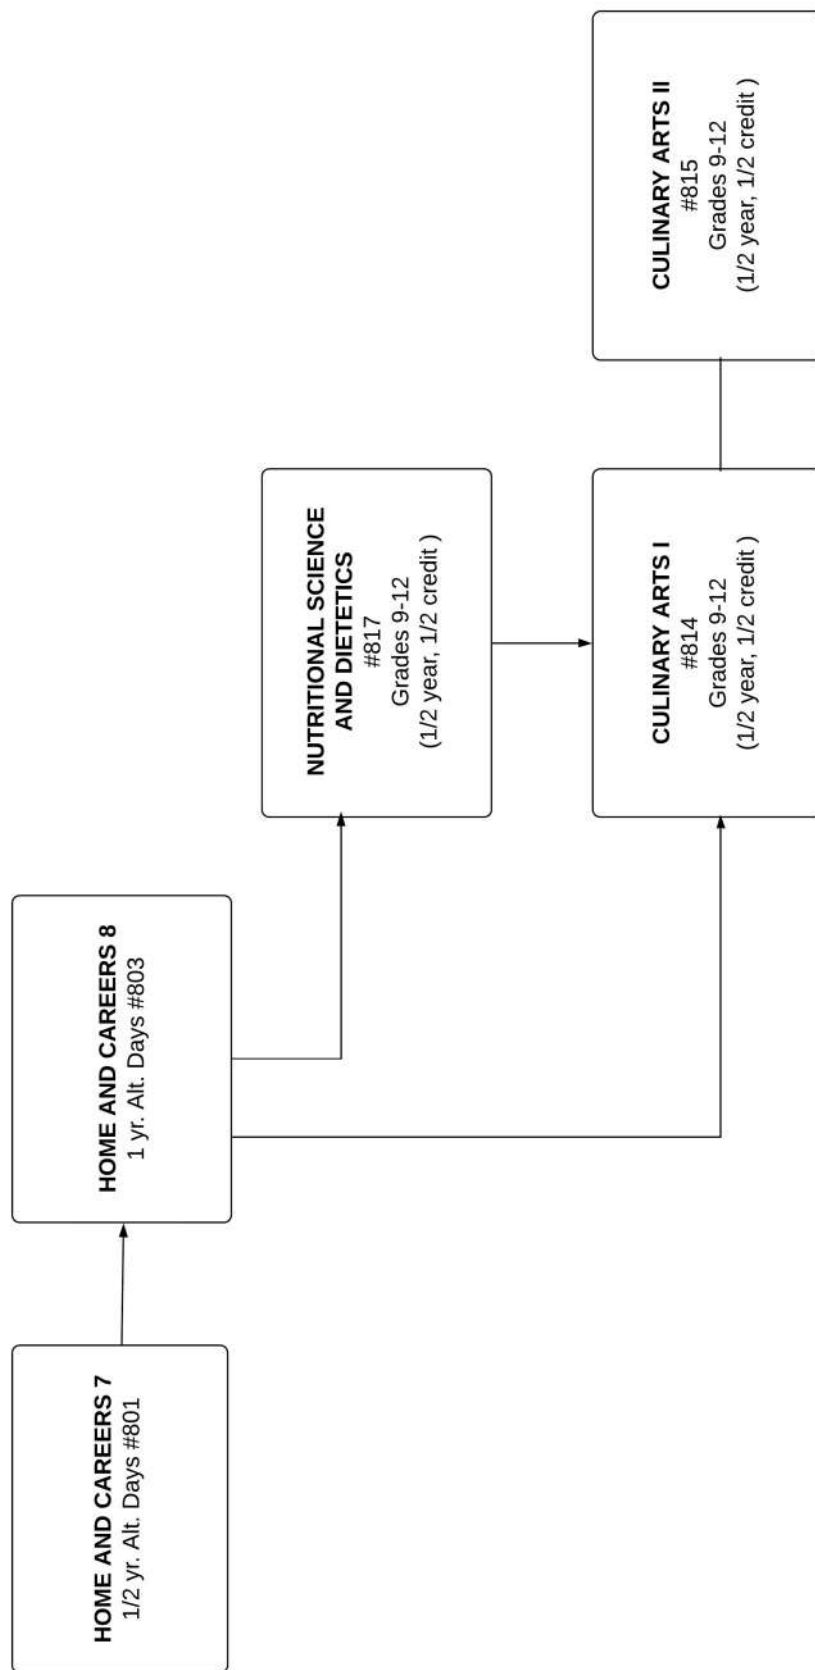 HOME AND CAREERS 7
1/2 yr. Alt. Days #801
HOME AND CAREERS 8
1 yr. Alt. Days #803
NUTRITIONAL SCIENCE
AND DIETETICS
#817
Grades 9-12
(1/2 year, 1/2 credit )
CULINARY ARTS I
#814
Grades 9-12
(1/2 year, 1/2 credit )
CULINARY ARTS II
#815
Grades 9-12
(1/2 year, 1/2 credit )